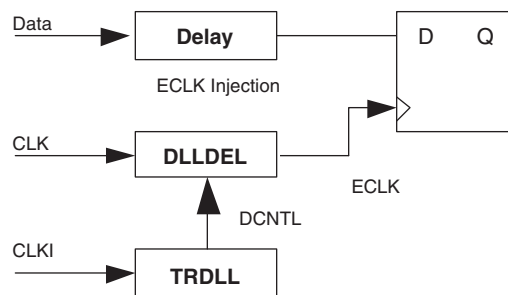 Data
Delay
D Q
ECLK Injection
CLK
DLLDEL
ECLK
DCNTL
CLKI
TRDLL